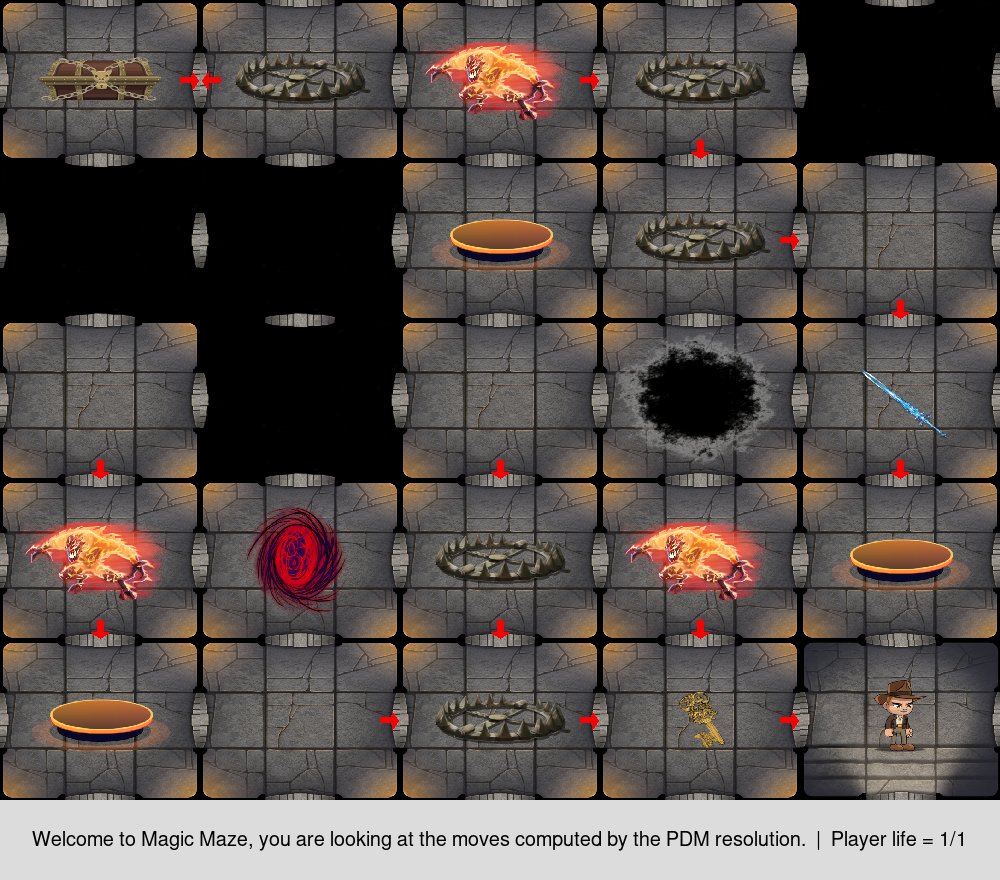 Welcome to Magic Maze, you are looking at the moves computed by the PDM resolution.  |  Player life = 1/1